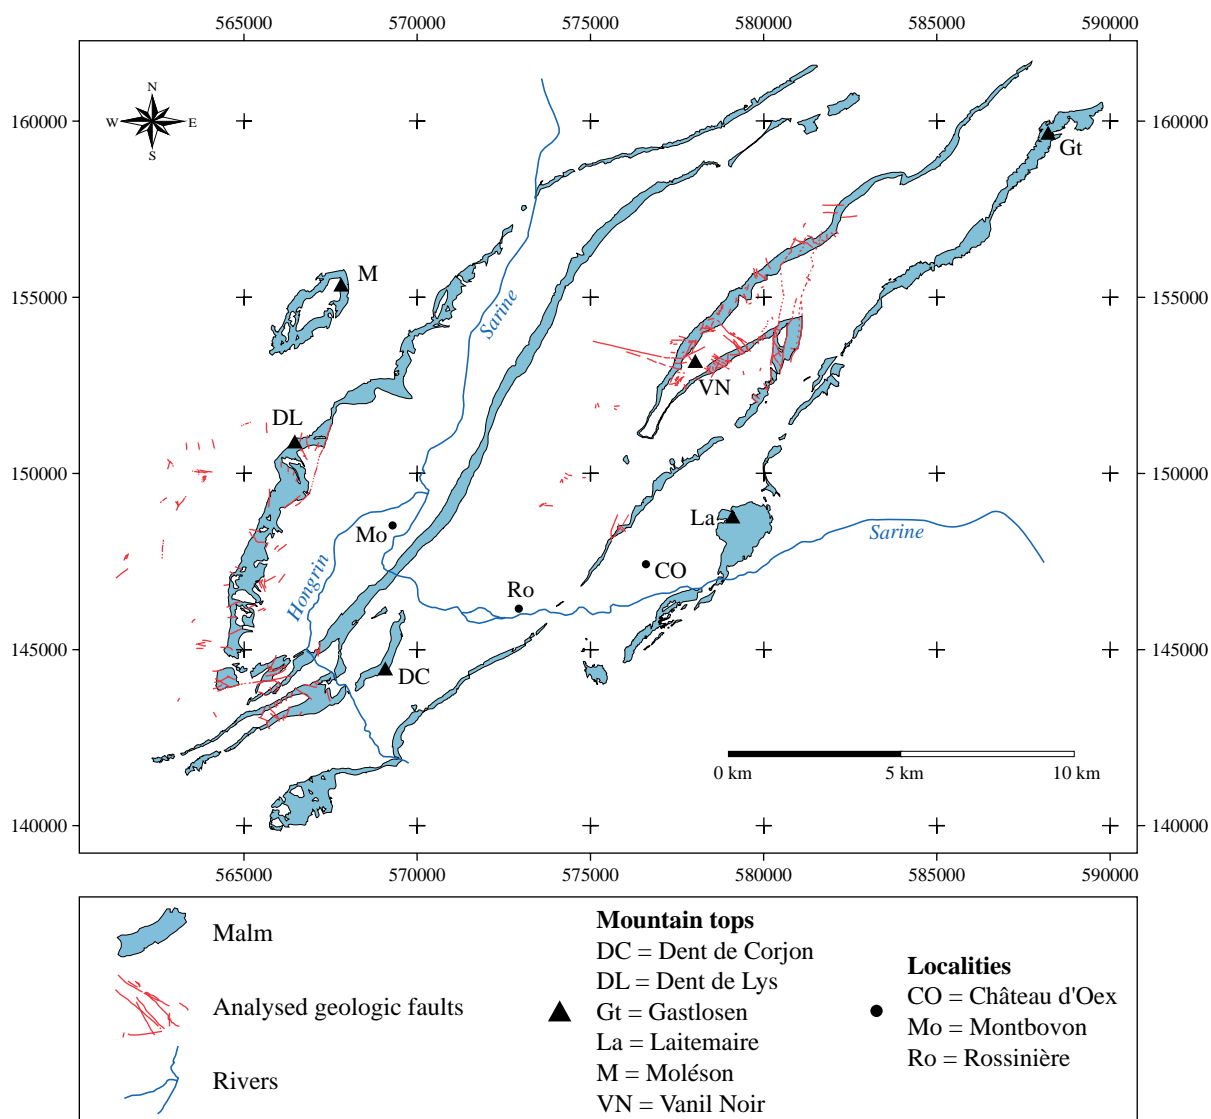 565000 570000 575000 580000 585000 590000
N
W E
S
160000 160000
Gt
M
155000 155000
Sarine
VN
DL
150000 150000
La
Mo
Sarine
CO
Hongrin
Ro
145000 145000
DC
0 km 5 km 10 km
140000 140000
565000 570000 575000 580000 585000 590000
Malm
Analysed geologic faults
Rivers
Mountain tops
DC = Dent de Corjon
DL = Dent de Lys
Gt = Gastlosen
La = Laitemaire
M = Moléson
VN = Vanil Noir
Localities
CO = Château d'Oex
Mo = Montbovon
Ro = Rossinière